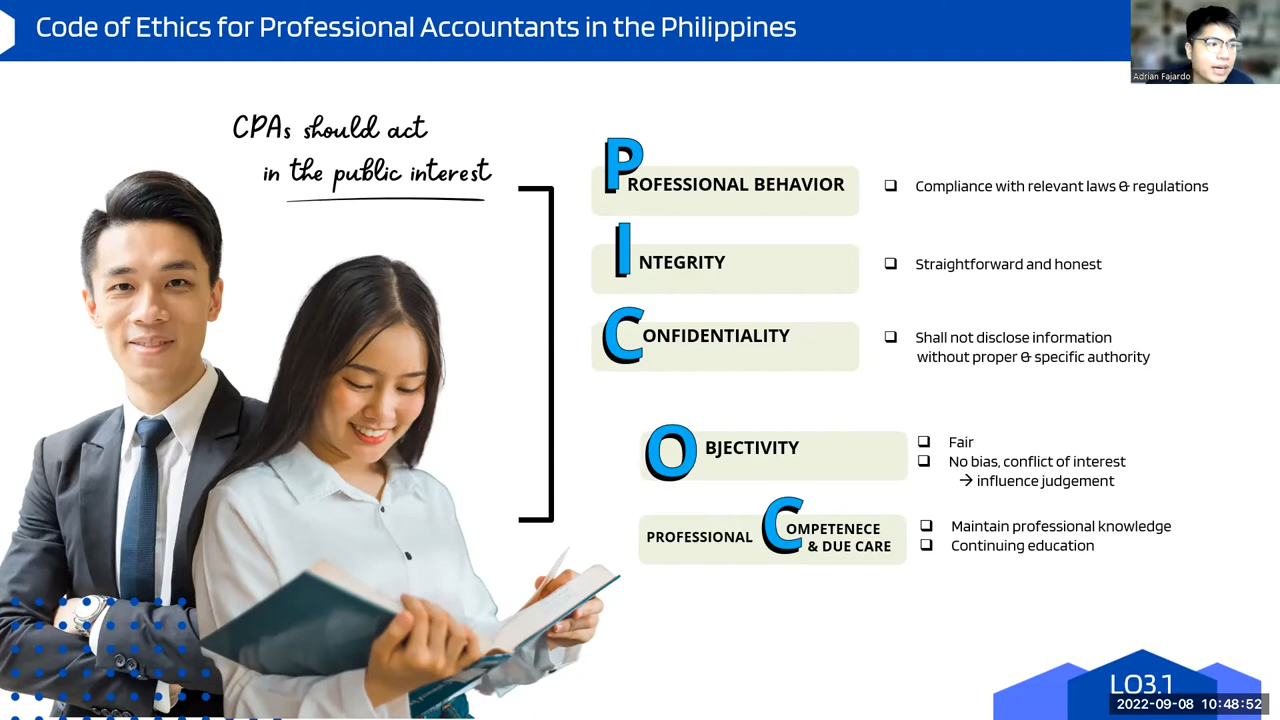 Code of Ethics for Professional Accountants in the Philippines
Adrian Fajardo
CPAs should act
in the public interest
PROFESSIONAL BEHAVIOR
Compliance with relevant laws & regulations
INTEGRITY
Straightforward and honest
CONFIDENTIALITY
Shall not disclose information
without proper & specific authority
OBJECTIVITY
Fair
No bias, conflict of interest
→ influence judgement
PROFESSIONAL COMPETENECE
& DUE CARE
Maintain professional knowledge
Continuing education
LO3.1
2022-09-08 10:48:52